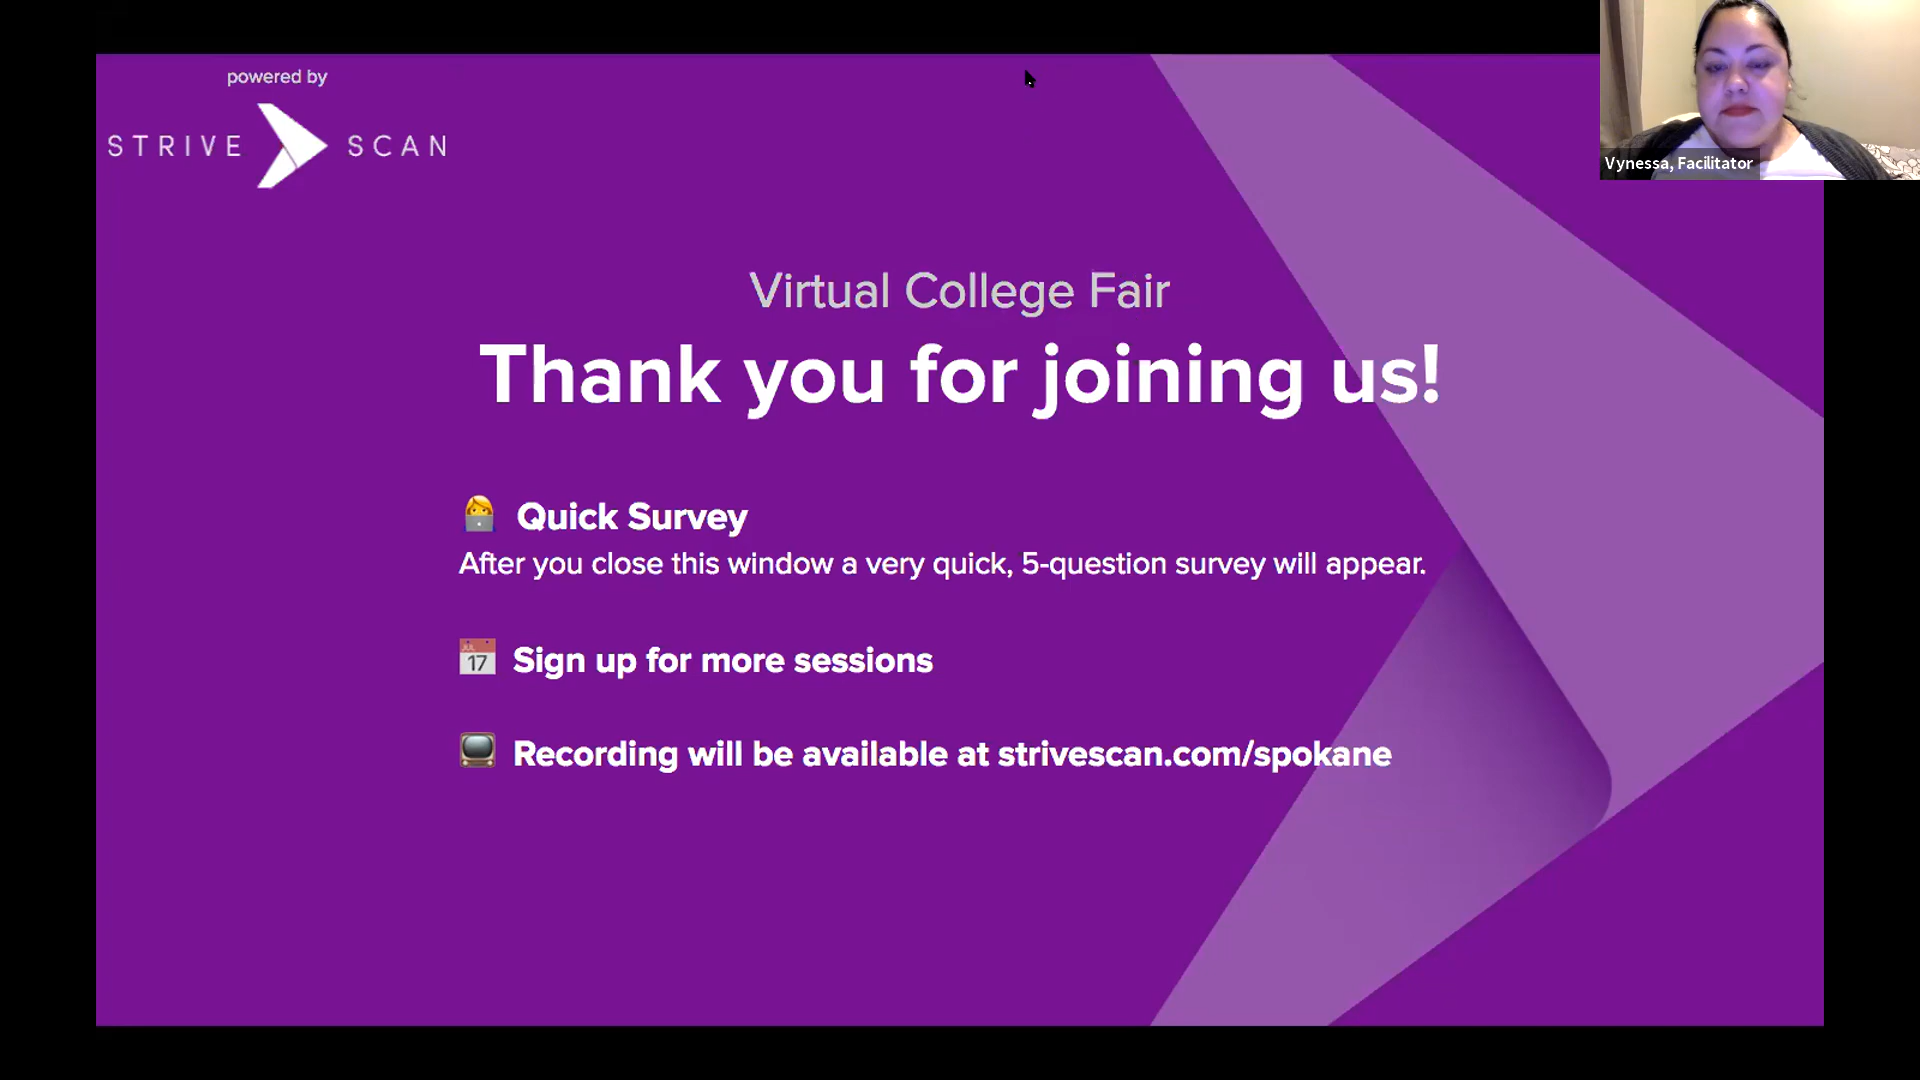 powered by
STRIVE SCAN
Vynessa, Facilitator
Virtual College Fair
Thank you for joining us!
Quick Survey
After you close this window a very quick, 5-question survey will appear.
JUL
17
Sign up for more sessions
Recording will be available at strivescan.com/spokane